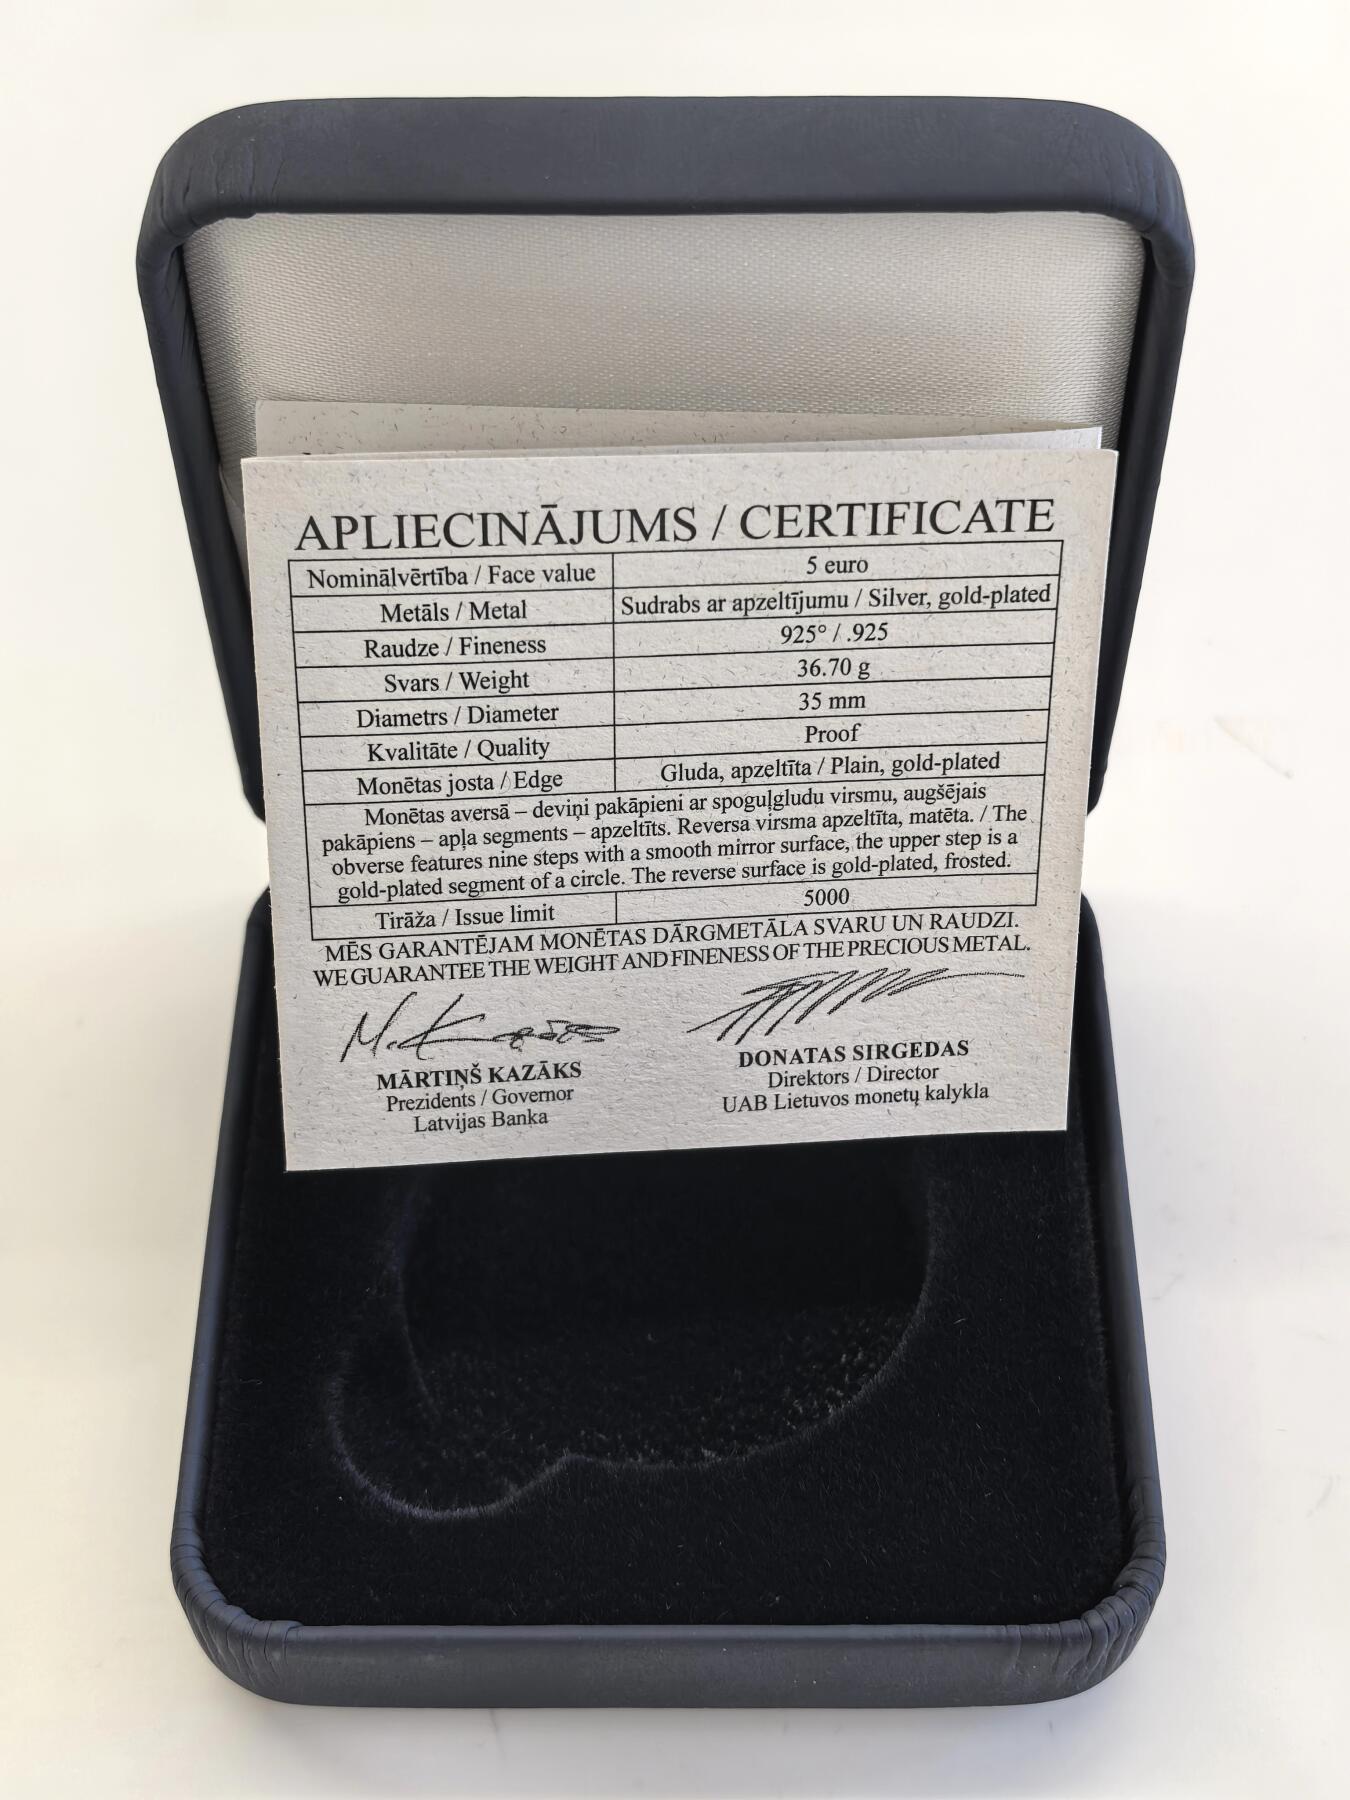 APLIECINĀJUMS / CERTIFICATE
Nominālvērtība / Face value 5 euro
Metāls / Metal Sudrabs ar apzeltījumu / Silver, gold-plated
Raudze / Fineness 925° / .925
Svars / Weight 36.70 g
Diametrs / Diameter 35 mm
Kvalitāte / Quality Proof
Monētas josta / Edge Gluda, apzeltīta / Plain, gold-plated
Monētas aversā – deviņi pakāpieni ar spoguļgludu virsmu, augšējais
pakāpiens – apļa segments – apzeltīts. Reversa virsma apzeltīta, matēta. / The
obverse features nine steps with a smooth mirror surface, the upper step is a
gold-plated segment of a circle. The reverse surface is gold-plated, frosted.
Tirāža / Issue limit 5000
MĒS GARANTĒJAM MONĒTAS DĀRGMETĀLA SVARU UN RAUDZI.
WE GUARANTEE THE WEIGHT AND FINENESS OF THE PRECIOUS METAL.
MĀRTIŅŠ KAZĀKS
Prezidents / Governor
Latvijas Banka
DONATAS SIRGEDAS
Direktors / Director
UAB Lietuvos monetų kalykla